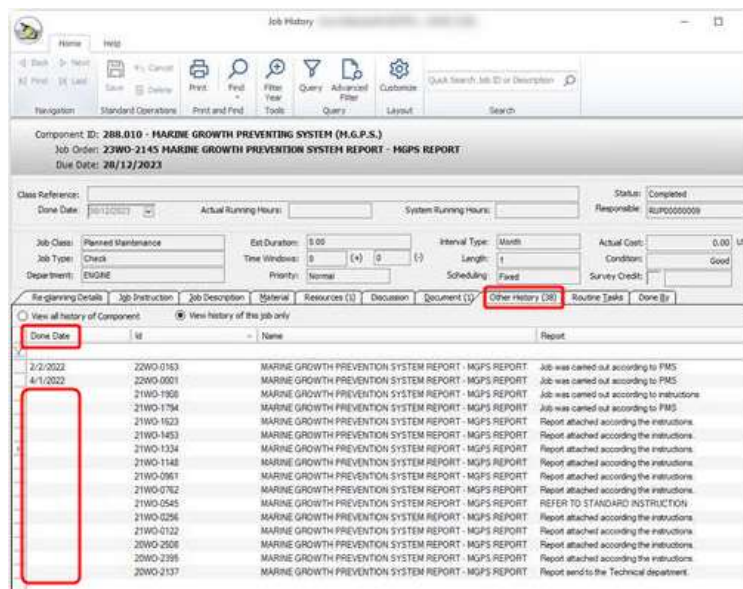 Job History
Home Help
Back Next Cancel
First Last Save Delete Print Find Filter Year Query Advanced Filter Customize Quick Search Job ID or Description
Navigation Standard Operations Print and Find Tools Query Layout Search
Component ID: 288.010 - MARINE GROWTH PREVENTING SYSTEM (M.G.P.S.)
Job Order: 23WO-2145 MARINE GROWTH PREVENTION SYSTEM REPORT - MGPS REPORT
Due Date: 28/12/2023
Class Reference: Status: Completed
Done Date: Actual Running Hours: System Running Hours: Responsible: RUP00000009
Job Class: Planned Maintenance Est Duration: 5.00 Interval Type: Month Actual Cost: 0.00
Job Type: Check Time Windows: 0 (+) 0 (-) Length: 1 Condition: Good
Department: ENGINE Priority: Normal Scheduling: Fixed Survey Credit:
Re-planning Details Job Instruction Job Description Material Resources (1) Discussion Document (1) Other History (38) Routine Tasks Done By
View all history of Component View history of this job only
Done Date Id Name Report
2/2/2022 22WO-0163 MARINE GROWTH PREVENTION SYSTEM REPORT - MGPS REPORT Job was carried out according to PMS
4/1/2022 22WO-0001 MARINE GROWTH PREVENTION SYSTEM REPORT - MGPS REPORT Job was carried out according to PMS
21WO-1908 MARINE GROWTH PREVENTION SYSTEM REPORT - MGPS REPORT Job was carried out according to instructions
21WO-1794 MARINE GROWTH PREVENTION SYSTEM REPORT - MGPS REPORT Job was carried out according to PMS
21WO-1623 MARINE GROWTH PREVENTION SYSTEM REPORT - MGPS REPORT Report attached according the instructions.
21WO-1453 MARINE GROWTH PREVENTION SYSTEM REPORT - MGPS REPORT Report attached according the instructions.
21WO-1334 MARINE GROWTH PREVENTION SYSTEM REPORT - MGPS REPORT Report attached according the instructions.
21WO-1148 MARINE GROWTH PREVENTION SYSTEM REPORT - MGPS REPORT Report attached according the instructions.
21WO-0961 MARINE GROWTH PREVENTION SYSTEM REPORT - MGPS REPORT Report attached according the instructions.
21WO-0762 MARINE GROWTH PREVENTION SYSTEM REPORT - MGPS REPORT Report attached according the instructions.
21WO-0545 MARINE GROWTH PREVENTION SYSTEM REPORT - MGPS REPORT REFER TO STANDARD INSTRUCTION
21WO-0256 MARINE GROWTH PREVENTION SYSTEM REPORT - MGPS REPORT Report attached according the instructions.
21WO-0122 MARINE GROWTH PREVENTION SYSTEM REPORT - MGPS REPORT Report attached according the instructions.
20WO-2508 MARINE GROWTH PREVENTION SYSTEM REPORT - MGPS REPORT Report attached according the instructions.
20WO-2395 MARINE GROWTH PREVENTION SYSTEM REPORT - MGPS REPORT Report attached according the instructions.
20WO-2137 MARINE GROWTH PREVENTION SYSTEM REPORT - MGPS REPORT Report send to the Technical department.